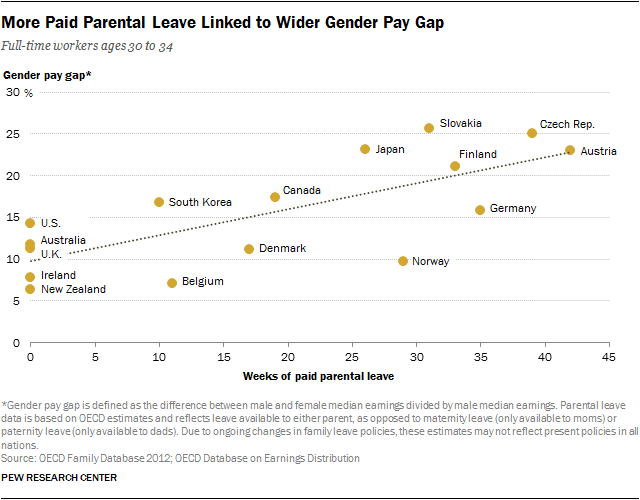 More Paid Parental Leave Linked to Wider Gender Pay Gap
Full-time workers ages 30 to 34
Gender pay gap*
30 %
25
20
15
10
5
0
Slovakia
Czech Rep.
Japan
Finland
Austria
Canada
South Korea
Germany
U.S.
Australia
U.K.
Denmark
Norway
Ireland
Belgium
New Zealand
0 5 10 15 20 25 30 35 40 45
Weeks of paid parental leave
*Gender pay gap is defined as the difference between male and female median earnings divided by male median earnings. Parental leave
data is based on OECD estimates and reflects leave available to either parent, as opposed to maternity leave (only available to moms) or
paternity leave (only available to dads). Due to ongoing changes in family leave policies, these estimates may not reflect present policies in all
nations.
Source: OECD Family Database 2012; OECD Database on Earnings Distribution
PEW RESEARCH CENTER